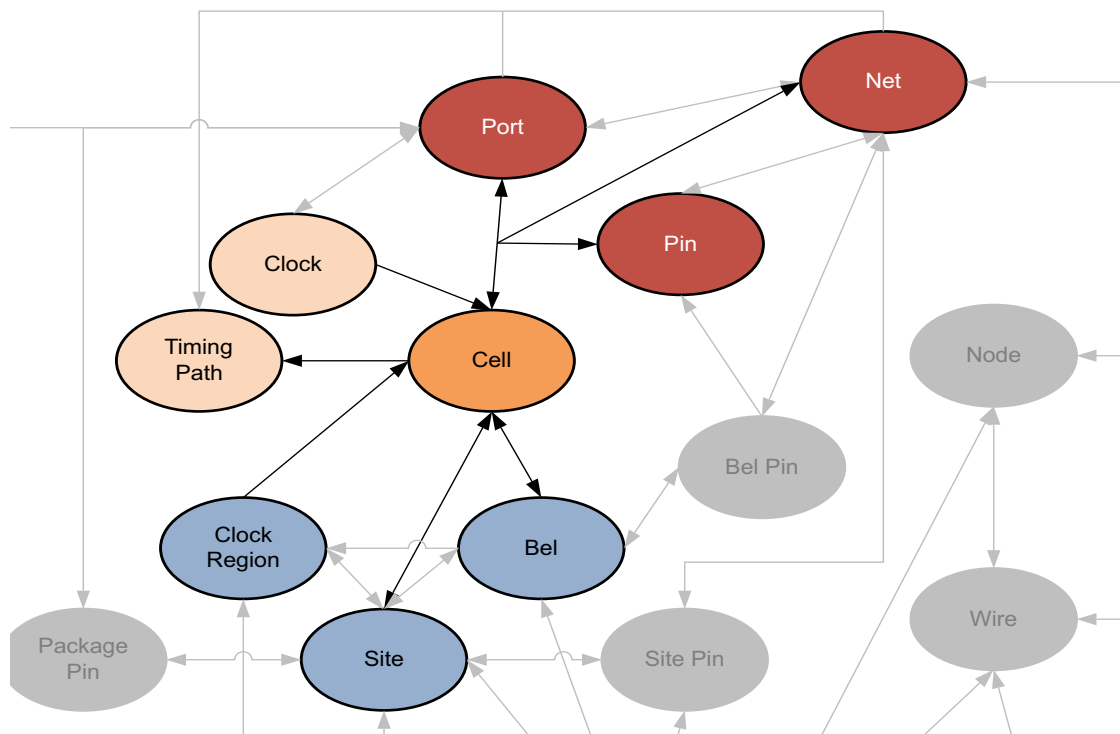 Net
Port
Pin
Clock
Timing
Path
Cell
Node
Bel Pin
Clock
Region
Bel
Wire
Package
Pin
Site
Site Pin